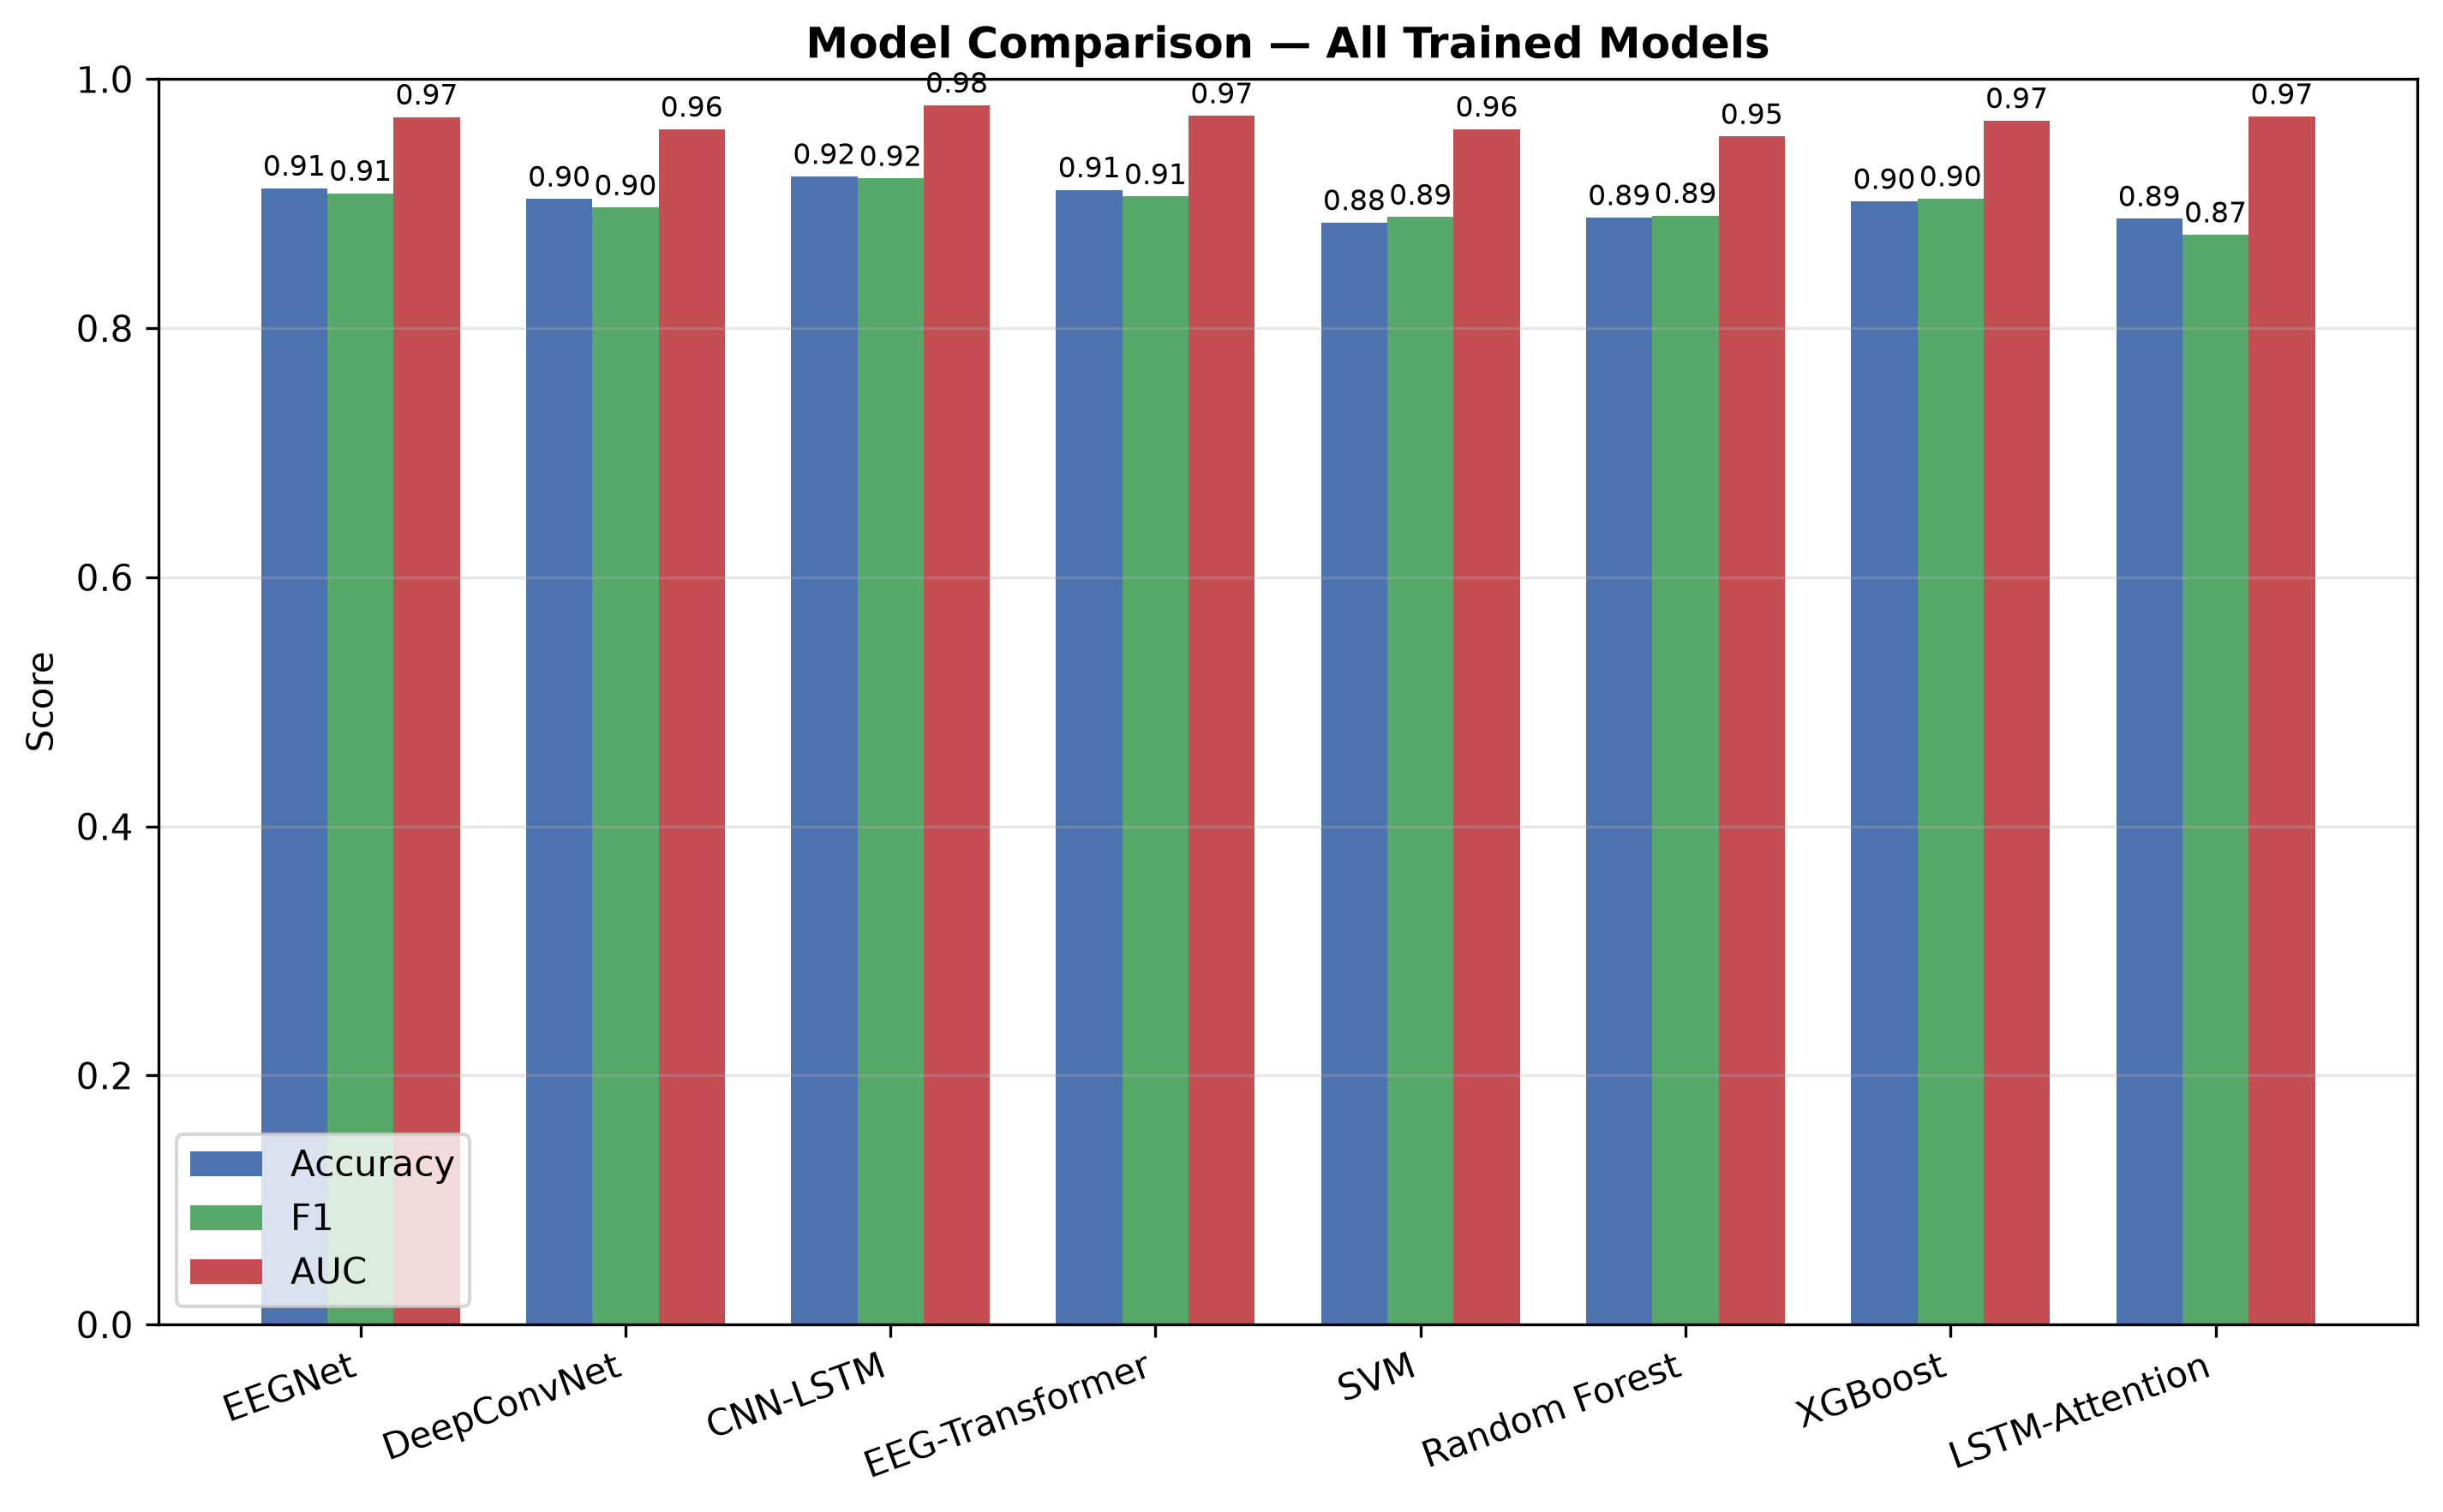 Model Comparison — All Trained Models
Score
1.0
0.8
0.6
0.4
0.2
0.0
0.91 0.91 0.97
0.90 0.90 0.96
0.92 0.92 0.98
0.91 0.91 0.97
0.88 0.89 0.96
0.89 0.89 0.95
0.90 0.90 0.97
0.89 0.87 0.97
Accuracy
F1
AUC
EEGNet
DeepConvNet
CNN-LSTM
EEG-Transformer
SVM
Random Forest
XGBoost
LSTM-Attention